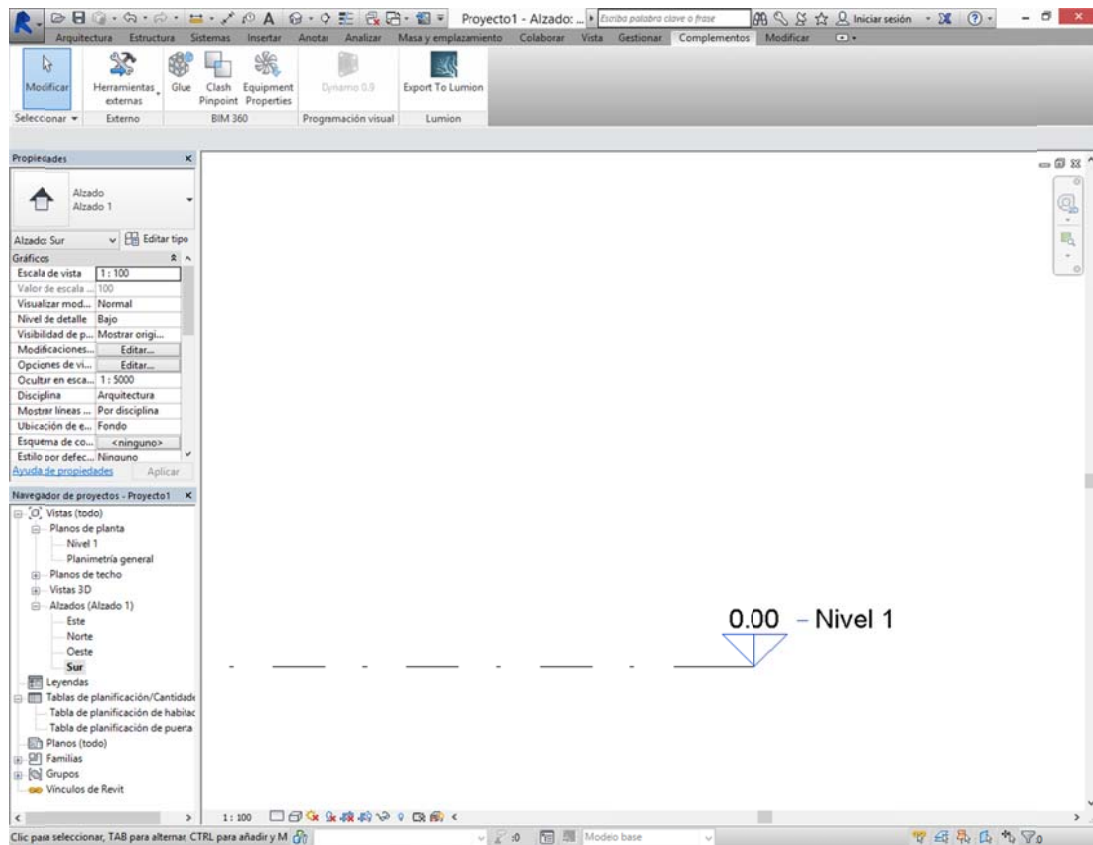 Proyecto1 - Alzado: ...
Escriba palabra clave o frase
Iniciar sesión
Arquitectura Estructura Sistemas Insertar Anotar Analizar Masa y emplazamiento Colaborar Vista Gestionar Complementos Modificar
Modificar
Herramientas externas
Glue
Clash Pinpoint
Equipment Properties
Dynamo 0.9
Export To Lumion
Seleccionar
Externo
BIM 360
Programación visual
Lumion
Propiedades
Alzado
Alzado 1
Alzado: Sur
Editar tipo
Gráficos
Escala de vista 1 : 100
Valor de escala ... 100
Visualizar mod... Normal
Nivel de detalle Bajo
Visibilidad de p... Mostrar origi...
Modificaciones... Editar...
Opciones de vi... Editar...
Ocultar en esca... 1 : 5000
Disciplina Arquitectura
Mostrar líneas ... Por disciplina
Ubicación de e... Fondo
Esquema de co... <ninguno>
Estilo por defec... Ninguno
Ayuda de propiedades Aplicar
Navegador de proyectos - Proyecto1
Vistas (todo)
Planos de planta
Nivel 1
Planimetría general
Planos de techo
Vistas 3D
Alzados (Alzado 1)
Este
Norte
Oeste
Sur
Leyendas
Tablas de planificación/Cantidade
Tabla de planificación de habitac
Tabla de planificación de puera
Planos (todo)
Familias
Grupos
Vínculos de Revit
0.00 – Nivel 1
1 : 100
Clic para seleccionar, TAB para alternar, CTRL para añadir y M
:0
Modelo base
:0